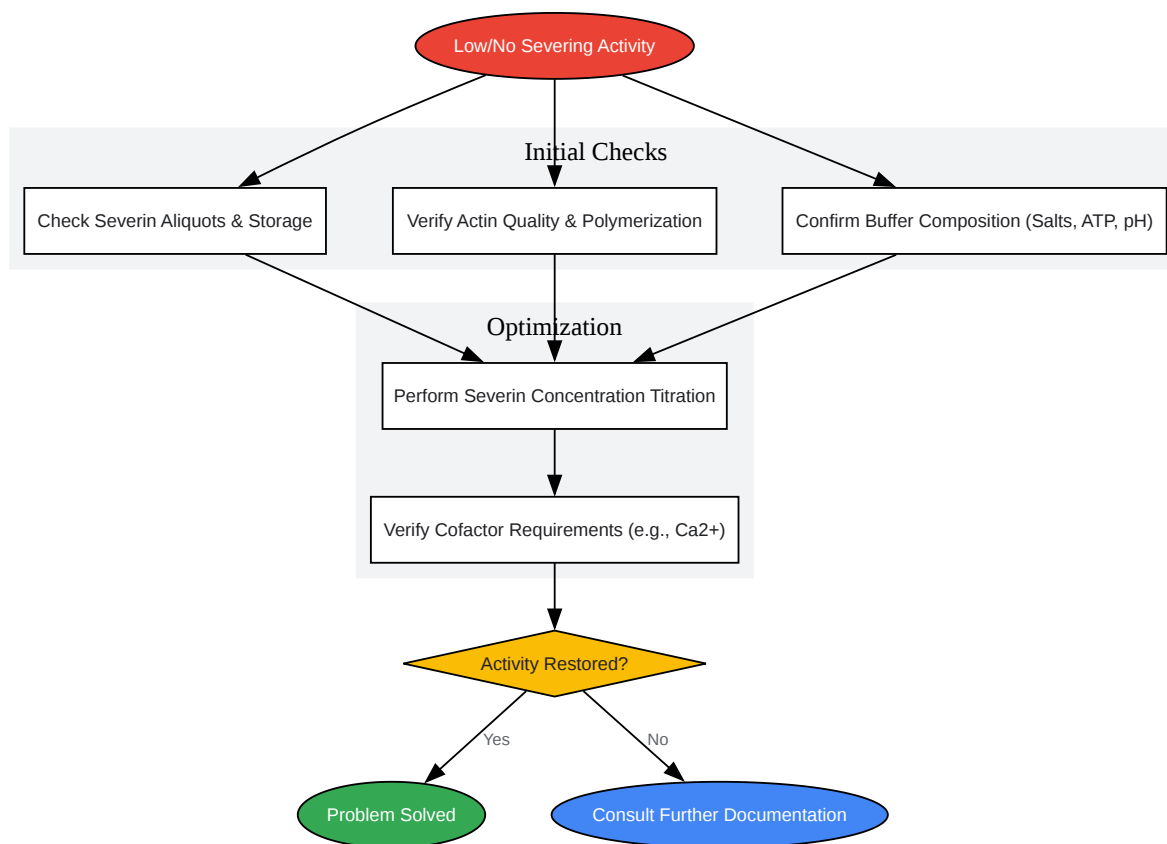 Low/No Severing Activity
Initial Checks
Check Severin Aliquots & Storage
Verify Actin Quality & Polymerization
Confirm Buffer Composition (Salts, ATP, pH)
Optimization
Perform Severin Concentration Titration
Verify Cofactor Requirements (e.g., Ca2+)
Activity Restored?
Yes
No
Problem Solved
Consult Further Documentation